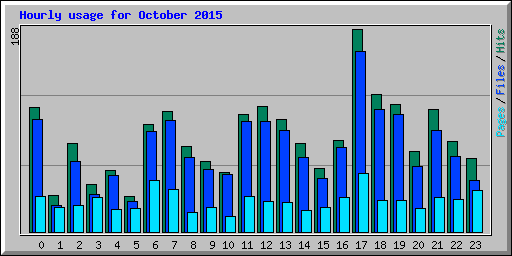 Hourly usage for October 2015
188
Pages / Files / Hits
0 1 2 3 4 5 6 7 8 9 10 11 12 13 14 15 16 17 18 19 20 21 22 23